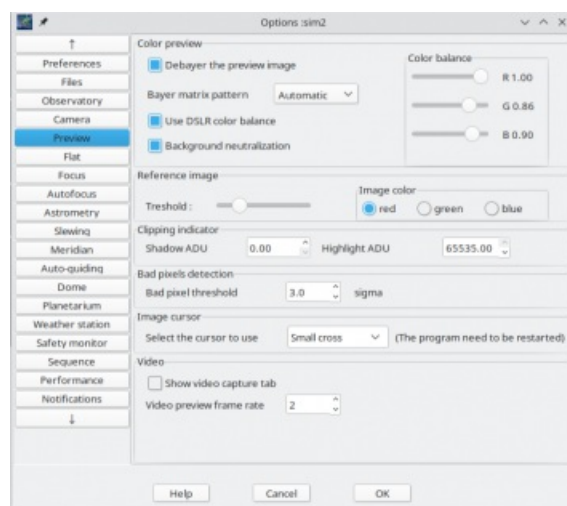 Options :sim2
↑
Preferences
Files
Observatory
Camera
Preview
Flat
Focus
Autofocus
Astrometry
Slewing
Meridian
Auto-guiding
Dome
Planetarium
Weather station
Safety monitor
Sequence
Performance
Notifications
↓
Color preview
Debayer the preview image
Bayer matrix pattern Automatic
Use DSLR color balance
Background neutralization
Color balance
R 1.00
G 0.86
B 0.90
Reference image
Treshold :
Image color
red green blue
Clipping indicator
Shadow ADU 0.00 Highlight ADU 65535.00
Bad pixels detection
Bad pixel threshold 3.0 sigma
Image cursor
Select the cursor to use Small cross (The program need to be restarted)
Video
Show video capture tab
Video preview frame rate 2
Help Cancel OK